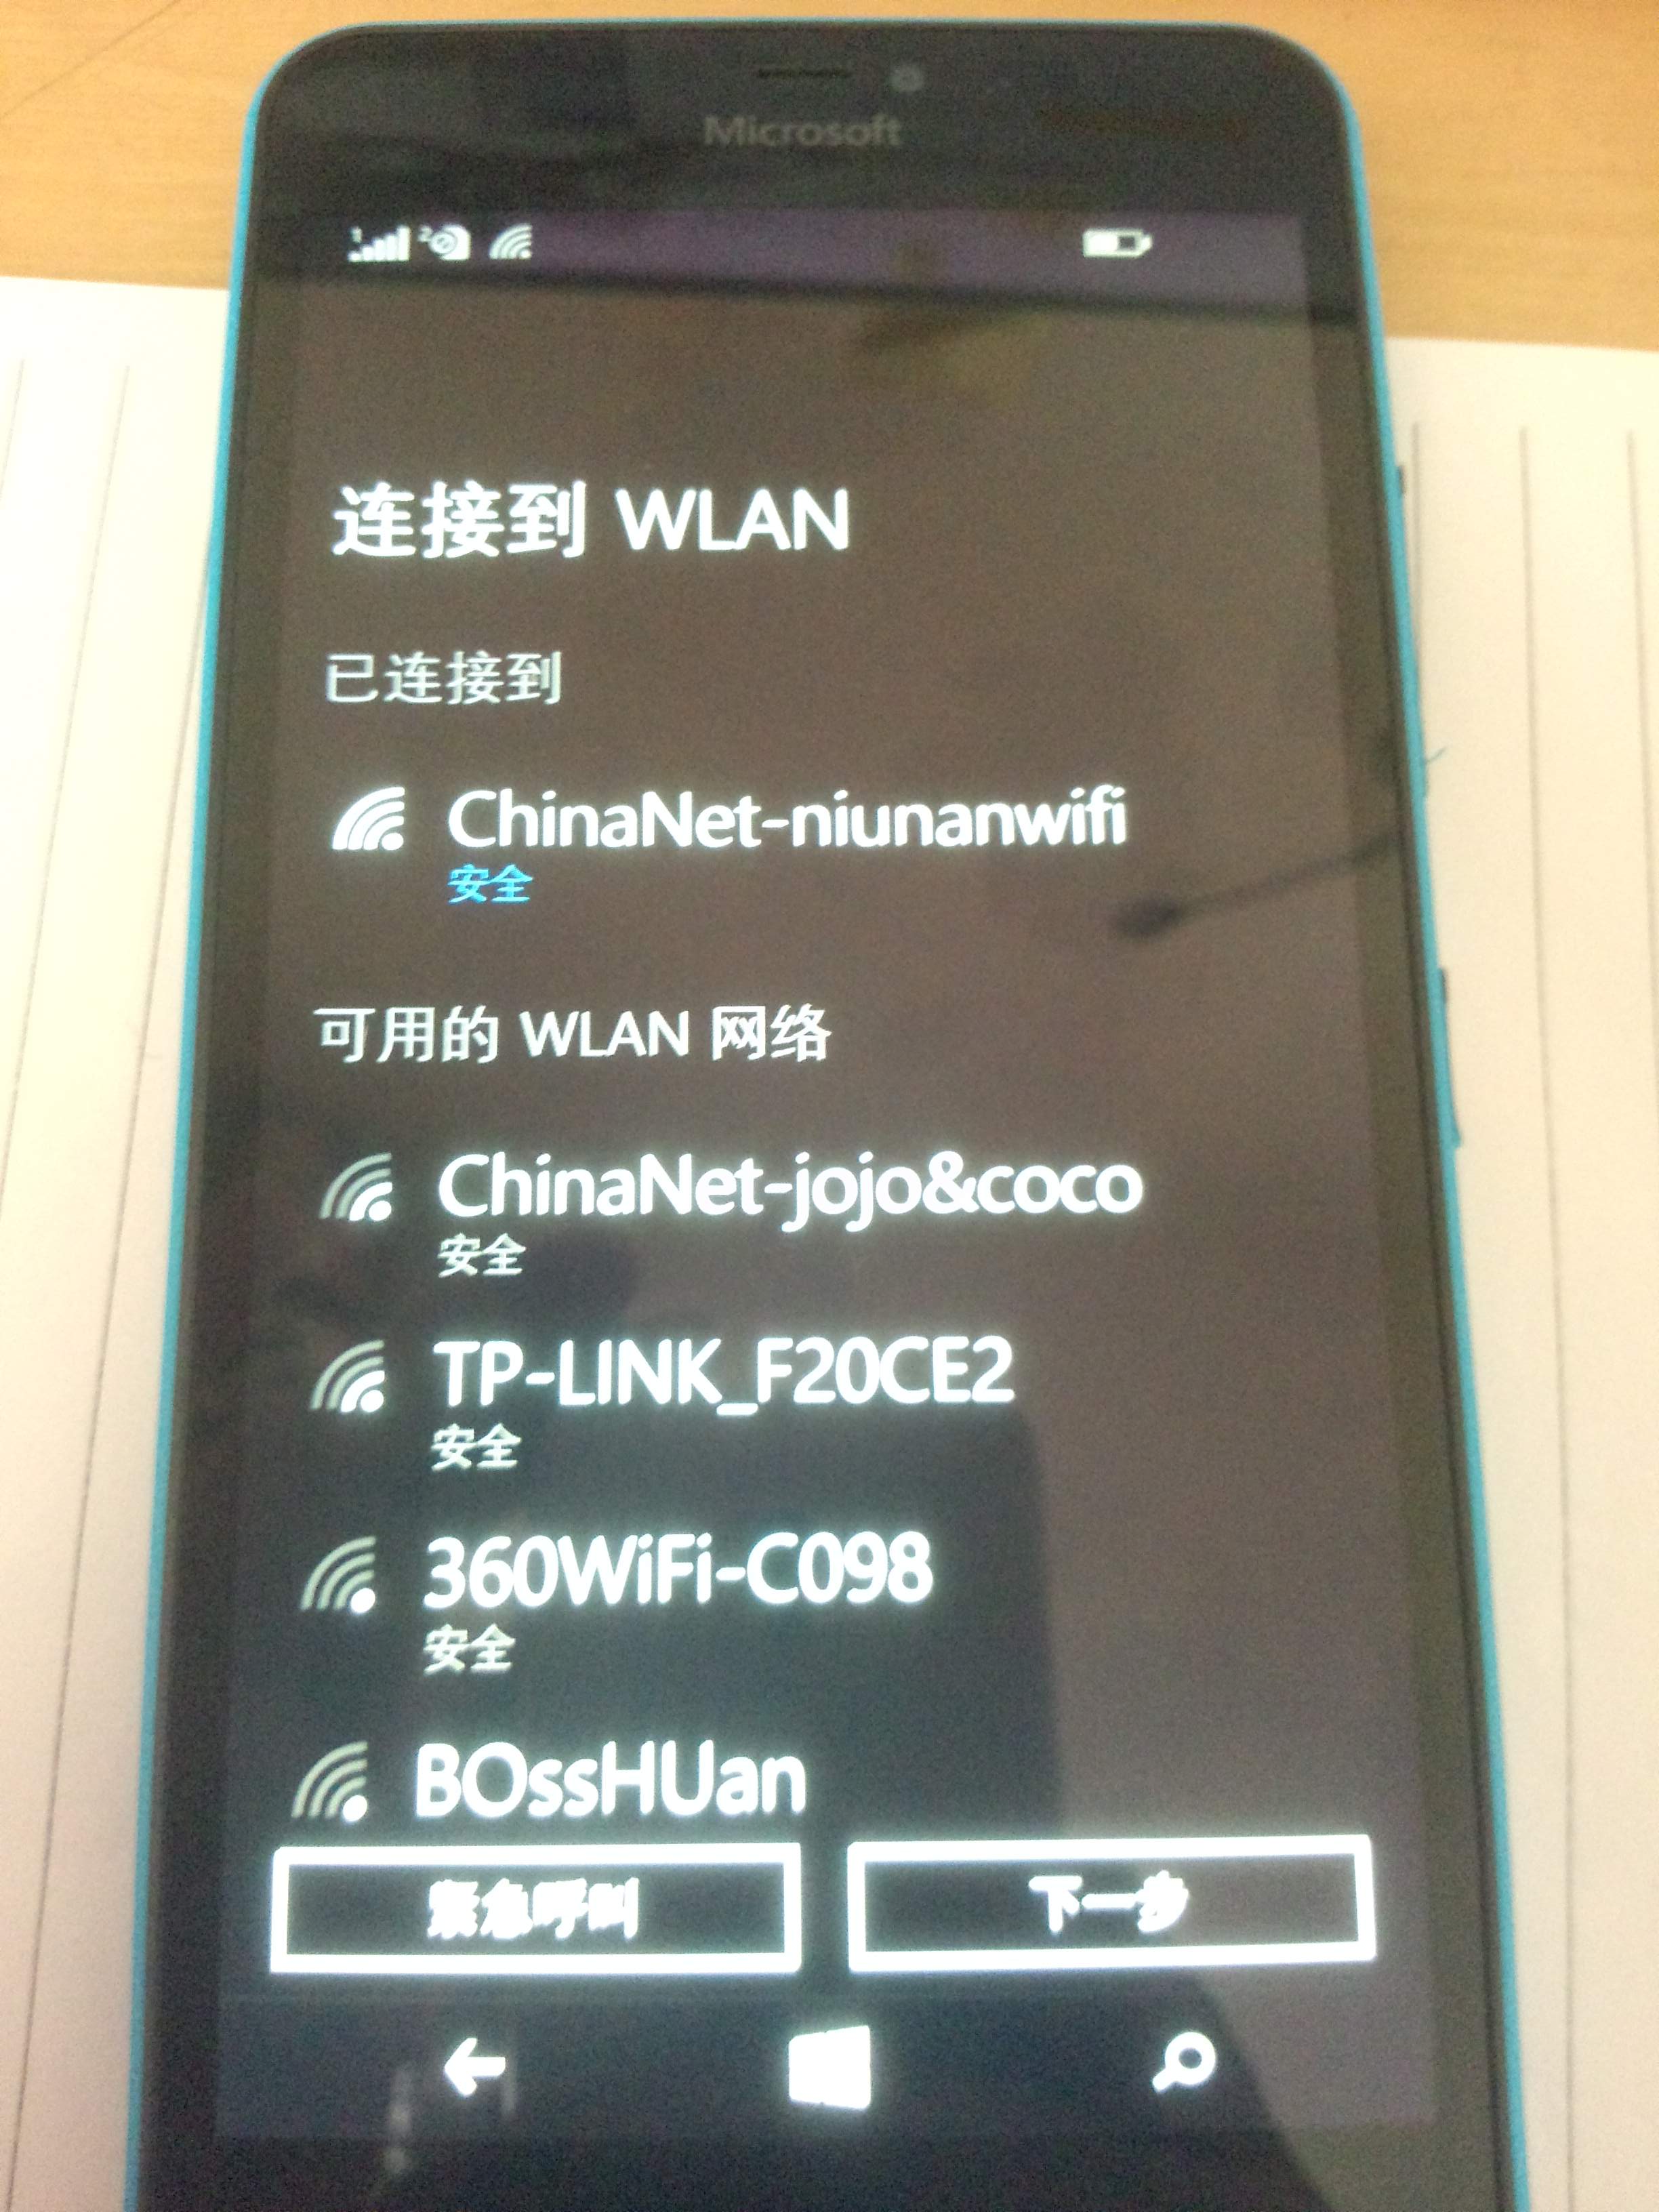 Microsoft
1 2
连接到 WLAN
已连接到
ChinaNet-niunanwifi
安全
可用的 WLAN 网络
ChinaNet-jojo&coco
安全
TP-LINK_F20CE2
安全
360WiFi-C098
安全
BOssHUan
紧急呼叫 下一步